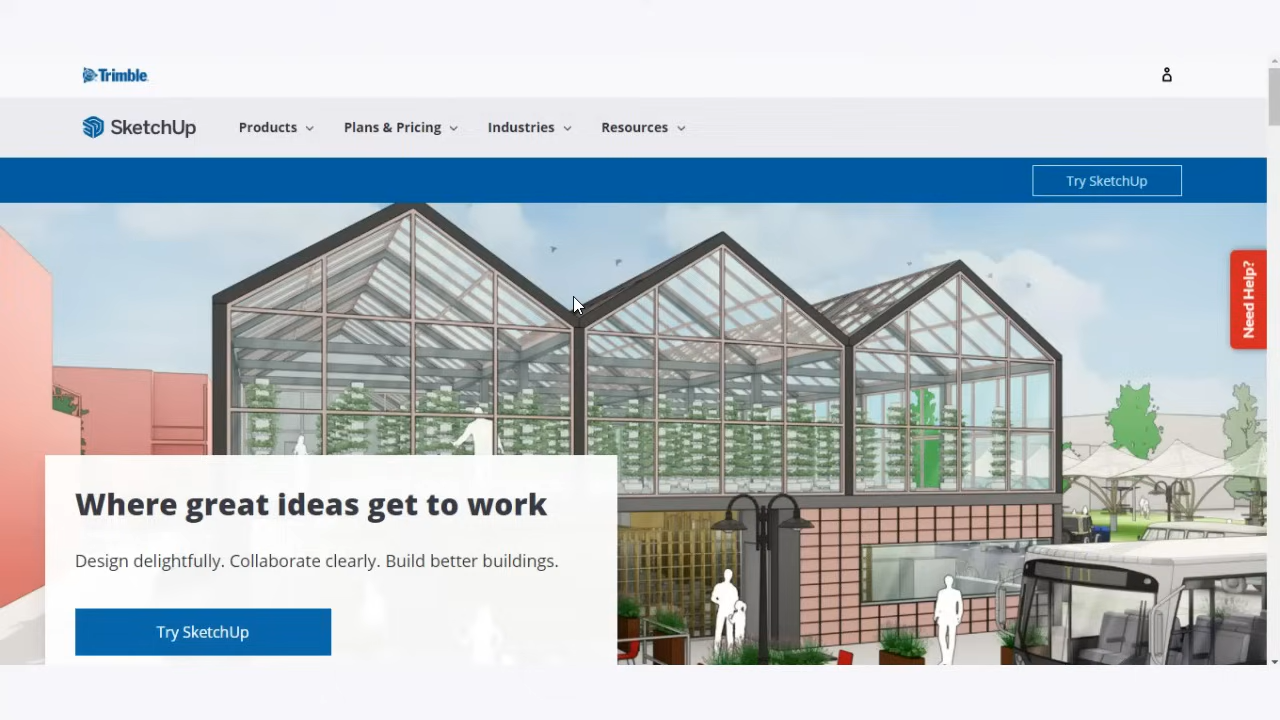 Trimble
SketchUp
Products
Plans & Pricing
Industries
Resources
Try SketchUp
Need Help?
Where great ideas get to work
Design delightfully. Collaborate clearly. Build better buildings.
Try SketchUp